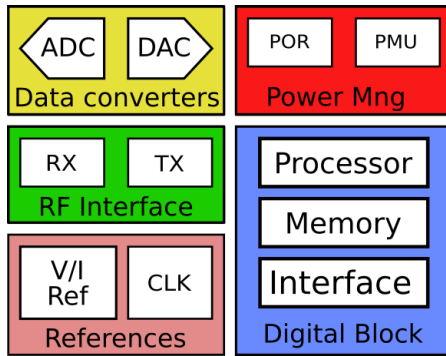 ADC DAC
Data converters
POR PMU
Power Mng
RX TX
RF Interface
Processor
Memory
Interface
Digital Block
V/I
Ref
CLK
References